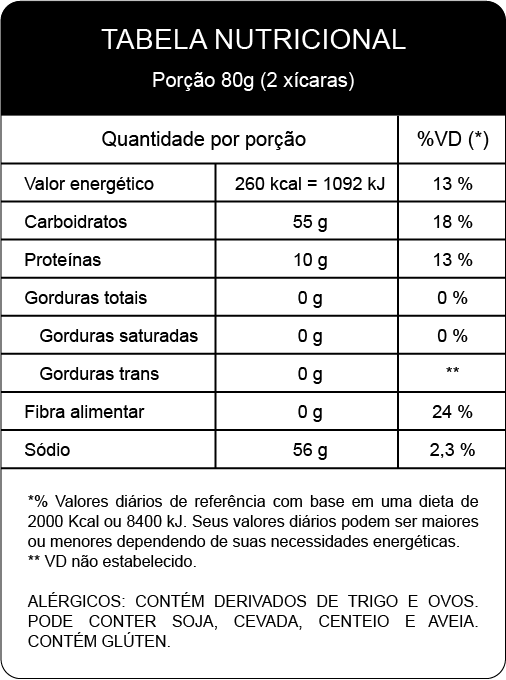 TABELA NUTRICIONAL
Porção 80g (2 xícaras)
Quantidade por porção %VD (*)
Valor energético 260 kcal = 1092 kJ 13 %
Carboidratos 55 g 18 %
Proteínas 10 g 13 %
Gorduras totais 0 g 0 %
Gorduras saturadas 0 g 0 %
Gorduras trans 0 g **
Fibra alimentar 0 g 24 %
Sódio 56 g 2,3 %
*% Valores diários de referência com base em uma dieta de
2000 Kcal ou 8400 kJ. Seus valores diários podem ser maiores
ou menores dependendo de suas necessidades energéticas.
** VD não estabelecido.
ALÉRGICOS: CONTÉM DERIVADOS DE TRIGO E OVOS.
PODE CONTER SOJA, CEVADA, CENTEIO E AVEIA.
CONTÉM GLÚTEN.